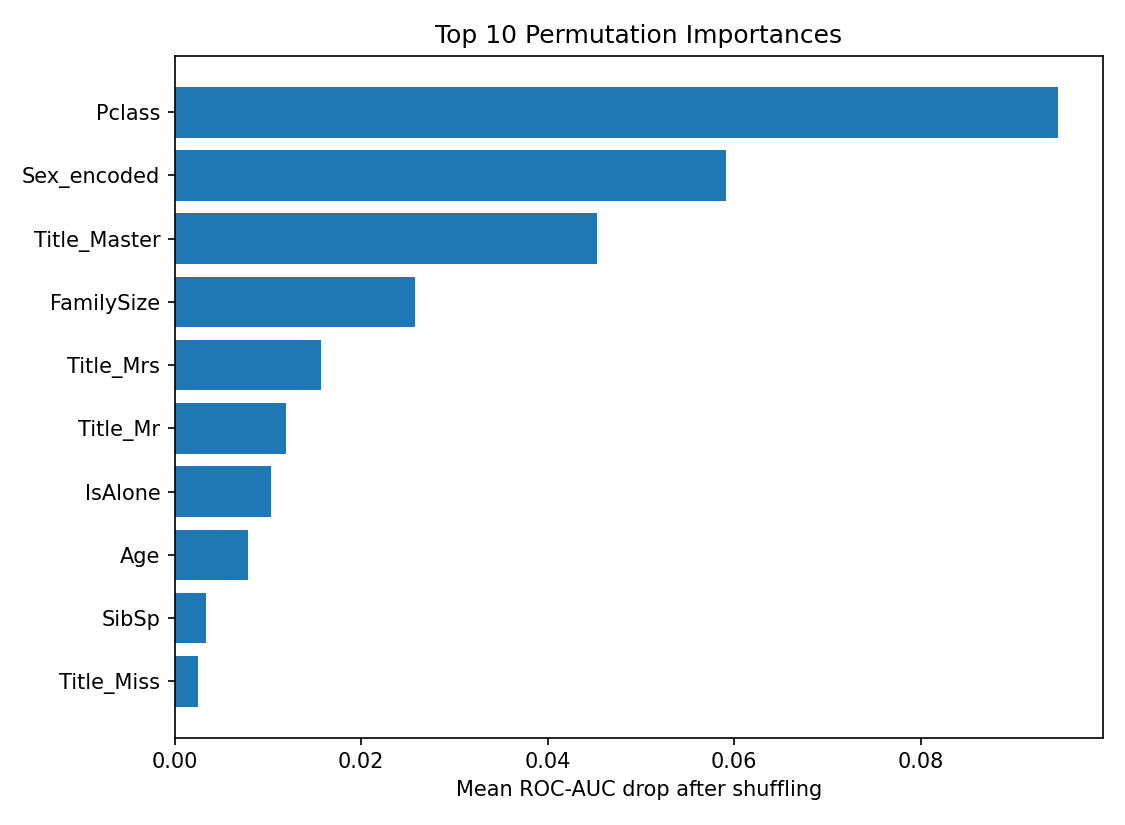 Top 10 Permutation Importances
Pclass
Sex_encoded
Title_Master
FamilySize
Title_Mrs
Title_Mr
IsAlone
Age
SibSp
Title_Miss
0.00 0.02 0.04 0.06 0.08
Mean ROC-AUC drop after shuffling